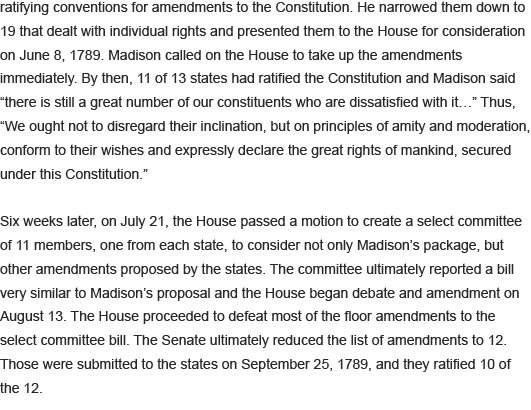 ratifying conventions for amendments to the Constitution. He narrowed them down to
19 that dealt with individual rights and presented them to the House for consideration
on June 8, 1789. Madison called on the House to take up the amendments
immediately. By then, 11 of 13 states had ratified the Constitution and Madison said
“there is still a great number of our constituents who are dissatisfied with it…” Thus,
“We ought not to disregard their inclination, but on principles of amity and moderation,
conform to their wishes and expressly declare the great rights of mankind, secured
under this Constitution.”

Six weeks later, on July 21, the House passed a motion to create a select committee
of 11 members, one from each state, to consider not only Madison’s package, but
other amendments proposed by the states. The committee ultimately reported a bill
very similar to Madison’s proposal and the House began debate and amendment on
August 13. The House proceeded to defeat most of the floor amendments to the
select committee bill. The Senate ultimately reduced the list of amendments to 12.
Those were submitted to the states on September 25, 1789, and they ratified 10 of
the 12.